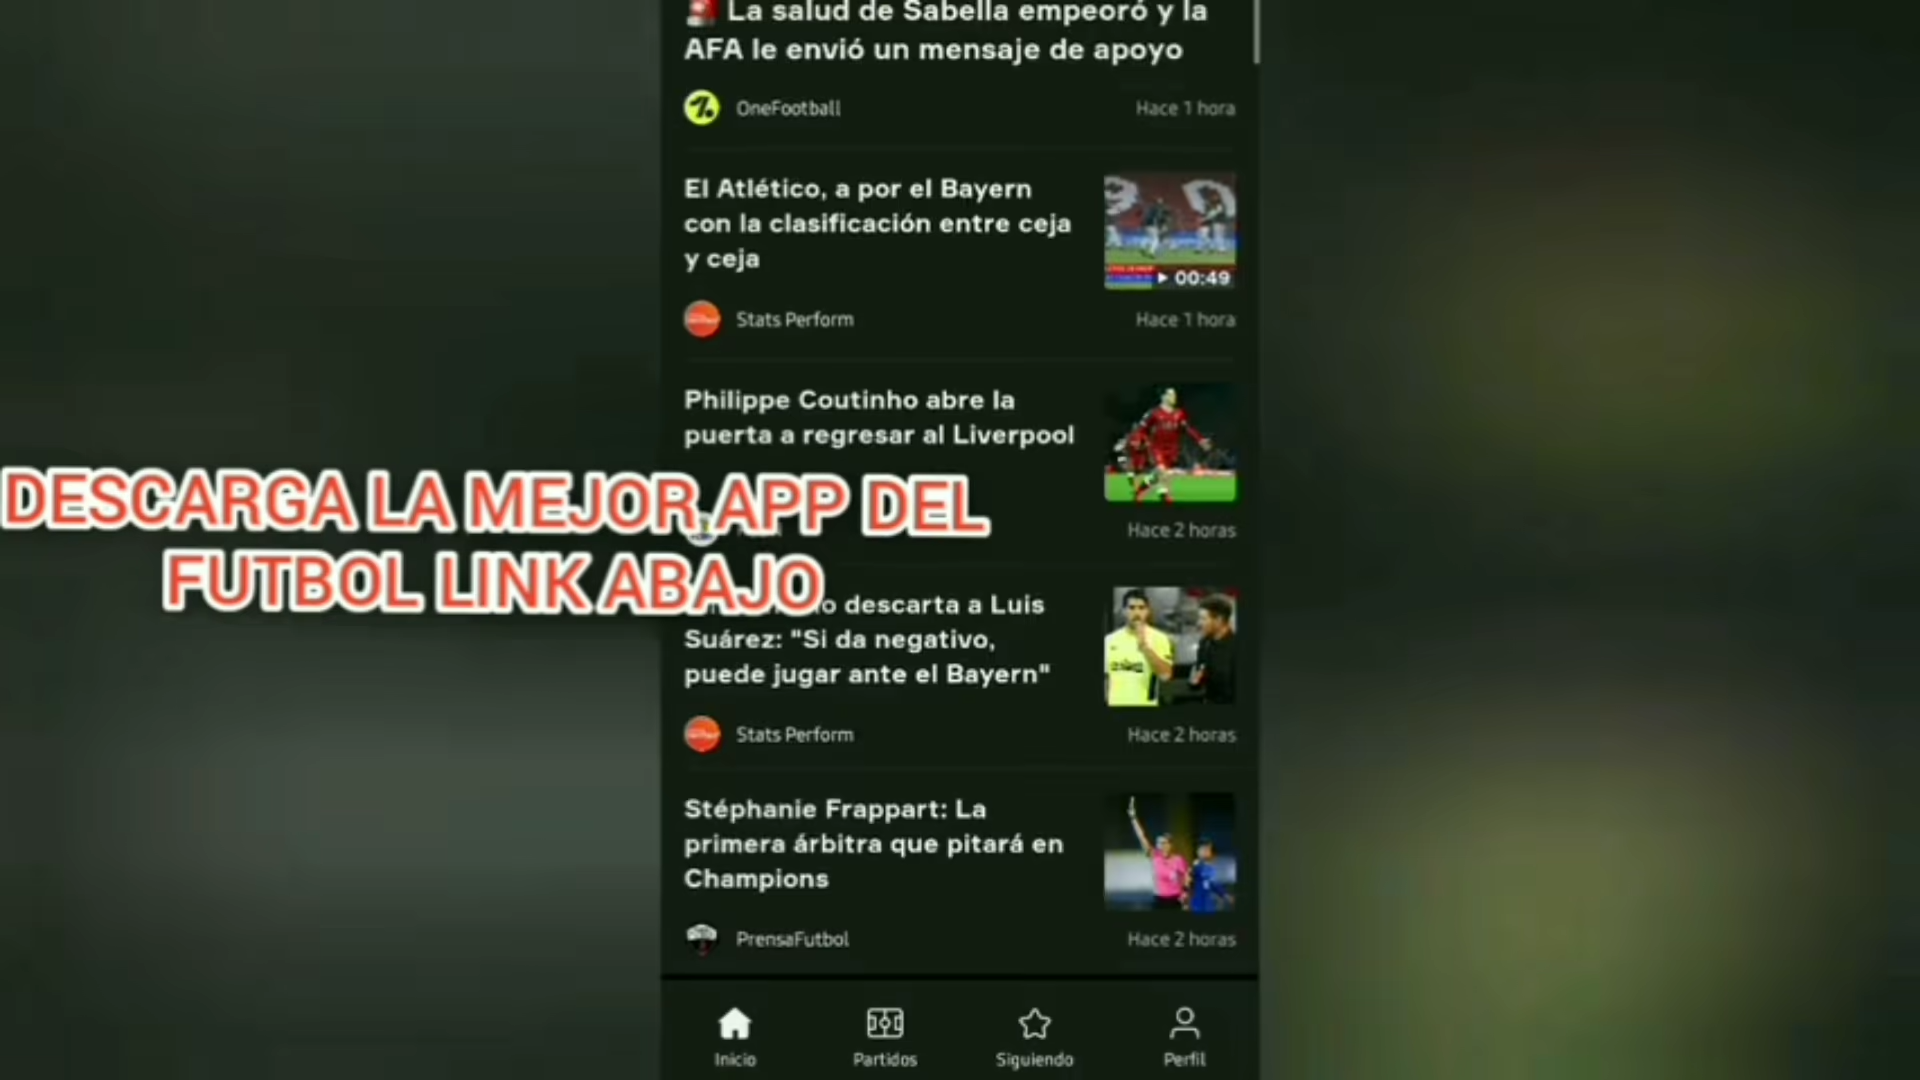 La salud de Sabella empeoró y la
AFA le envió un mensaje de apoyo
OneFootball
Hace 1 hora
El Atlético, a por el Bayern
con la clasificación entre ceja
y ceja
00:49
Stats Perform
Hace 1 hora
Philippe Coutinho abre la
puerta a regresar al Liverpool
DESCARGA LA MEJOR APP DEL
FUTBOL LINK ABAJO
Hace 2 horas
descarta a Luis
Suárez: "Si da negativo,
puede jugar ante el Bayern"
Stats Perform
Hace 2 horas
Stéphanie Frappart: La
primera árbitra que pitará en
Champions
PrensaFutbol
Hace 2 horas
Inicio
Partidos
Siguiendo
Perfil